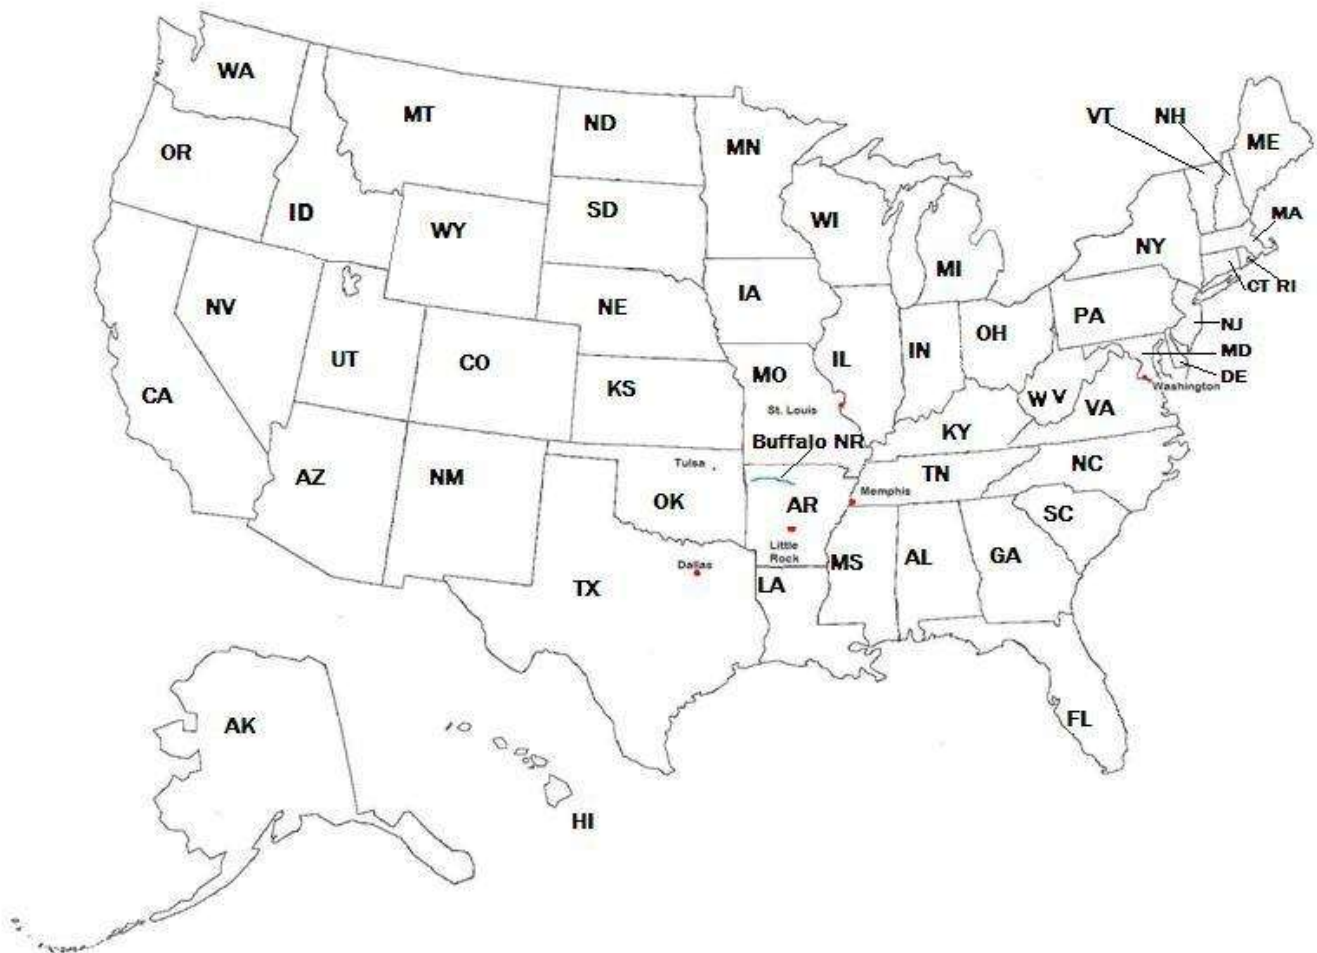 WA
MT
ND
MN
VT
NH
ME
OR
ID
WY
SD
WI
MI
NY
MA
NV
UT
CO
NE
IA
CT RI
PA
NJ
CA
KS
MO
IL
IN
OH
MD
DE
Washington
W V
VA
St. Louis
KY
Buffalo NR
AZ
NM
Tulsa
OK
AR
TN
NC
Memphis
SC
Little
Rock
MS
AL
GA
Dallas
TX
LA
FL
AK
HI